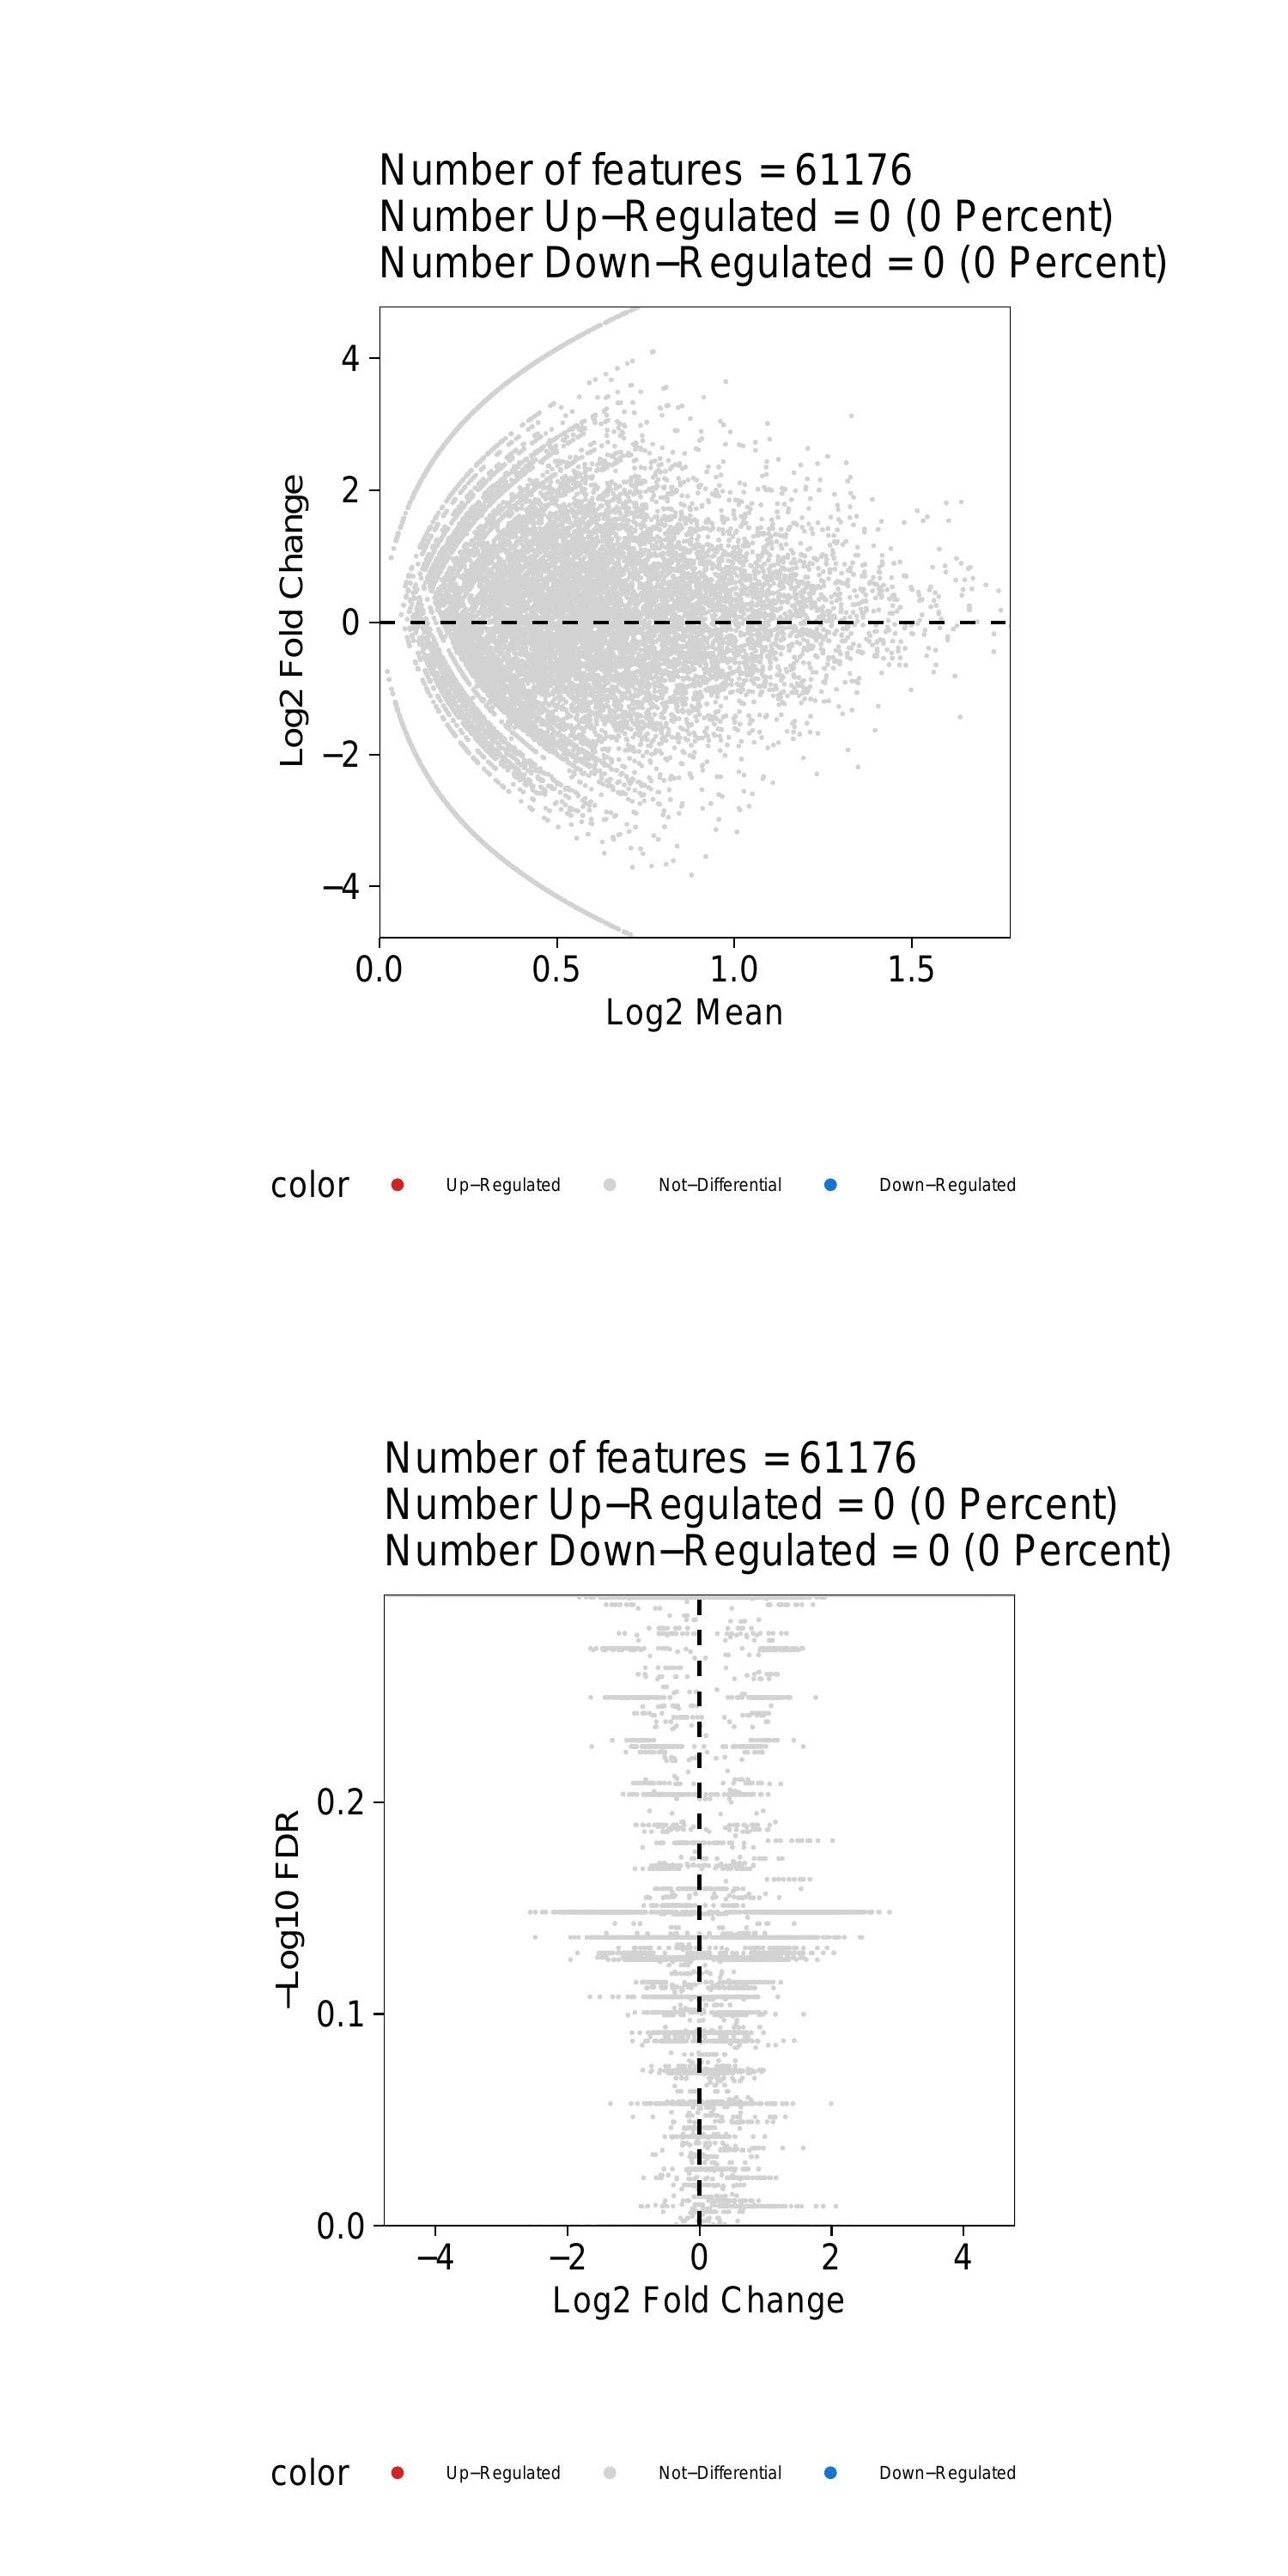 Number of features = 61176
Number Up−Regulated = 0 (0 Percent)
Number Down−Regulated = 0 (0 Percent)
4
2
0
−2
−4
Log2 Fold Change
0.0 0.5 1.0 1.5
Log2 Mean
color Up−Regulated Not−Differential Down−Regulated
Number of features = 61176
Number Up−Regulated = 0 (0 Percent)
Number Down−Regulated = 0 (0 Percent)
0.2
0.1
0.0
−Log10 FDR
−4 −2 0 2 4
Log2 Fold Change
color Up−Regulated Not−Differential Down−Regulated